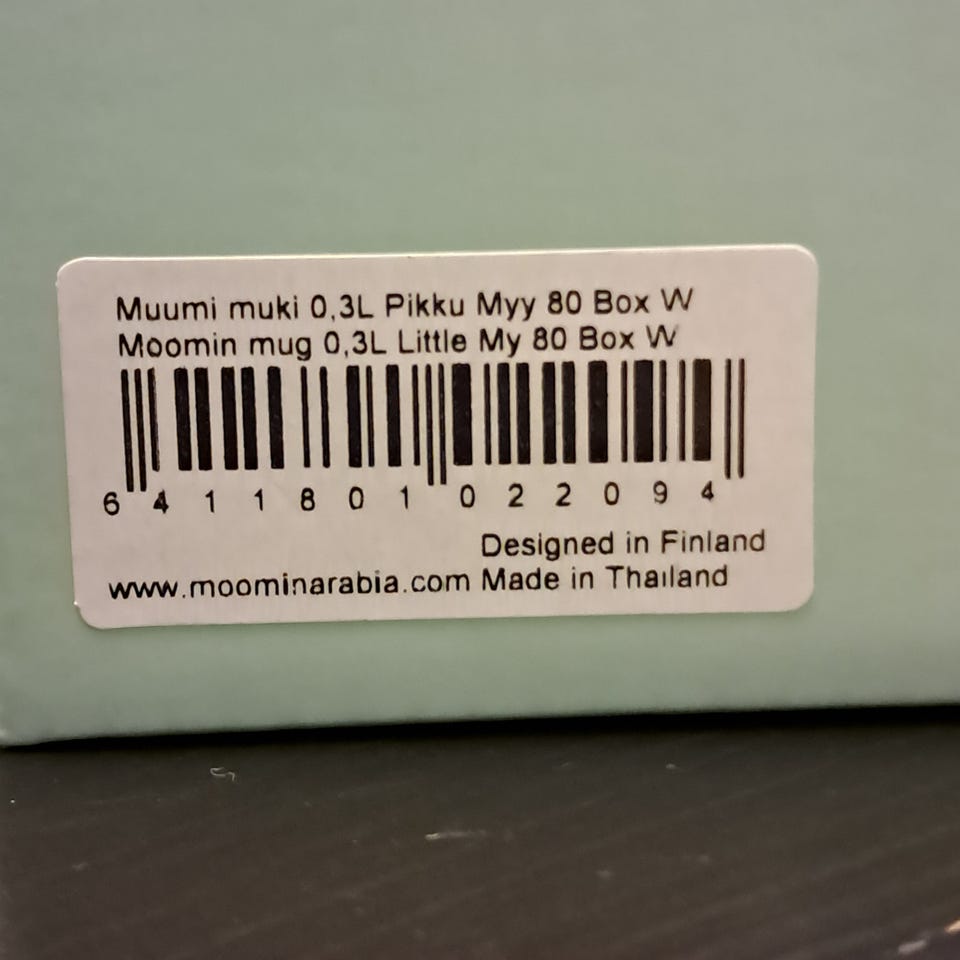 Muumi muki 0,3L Pikku Myy 80 Box W
Moomin mug 0,3L Little My 80 Box W
6 411801 022094
Designed in Finland
www.moominarabia.com Made in Thailand